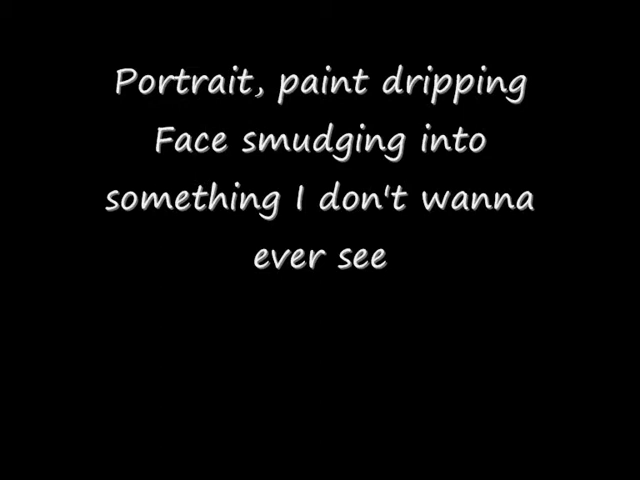 Portrait, paint dripping
Face smudging into
something I don't wanna
ever see